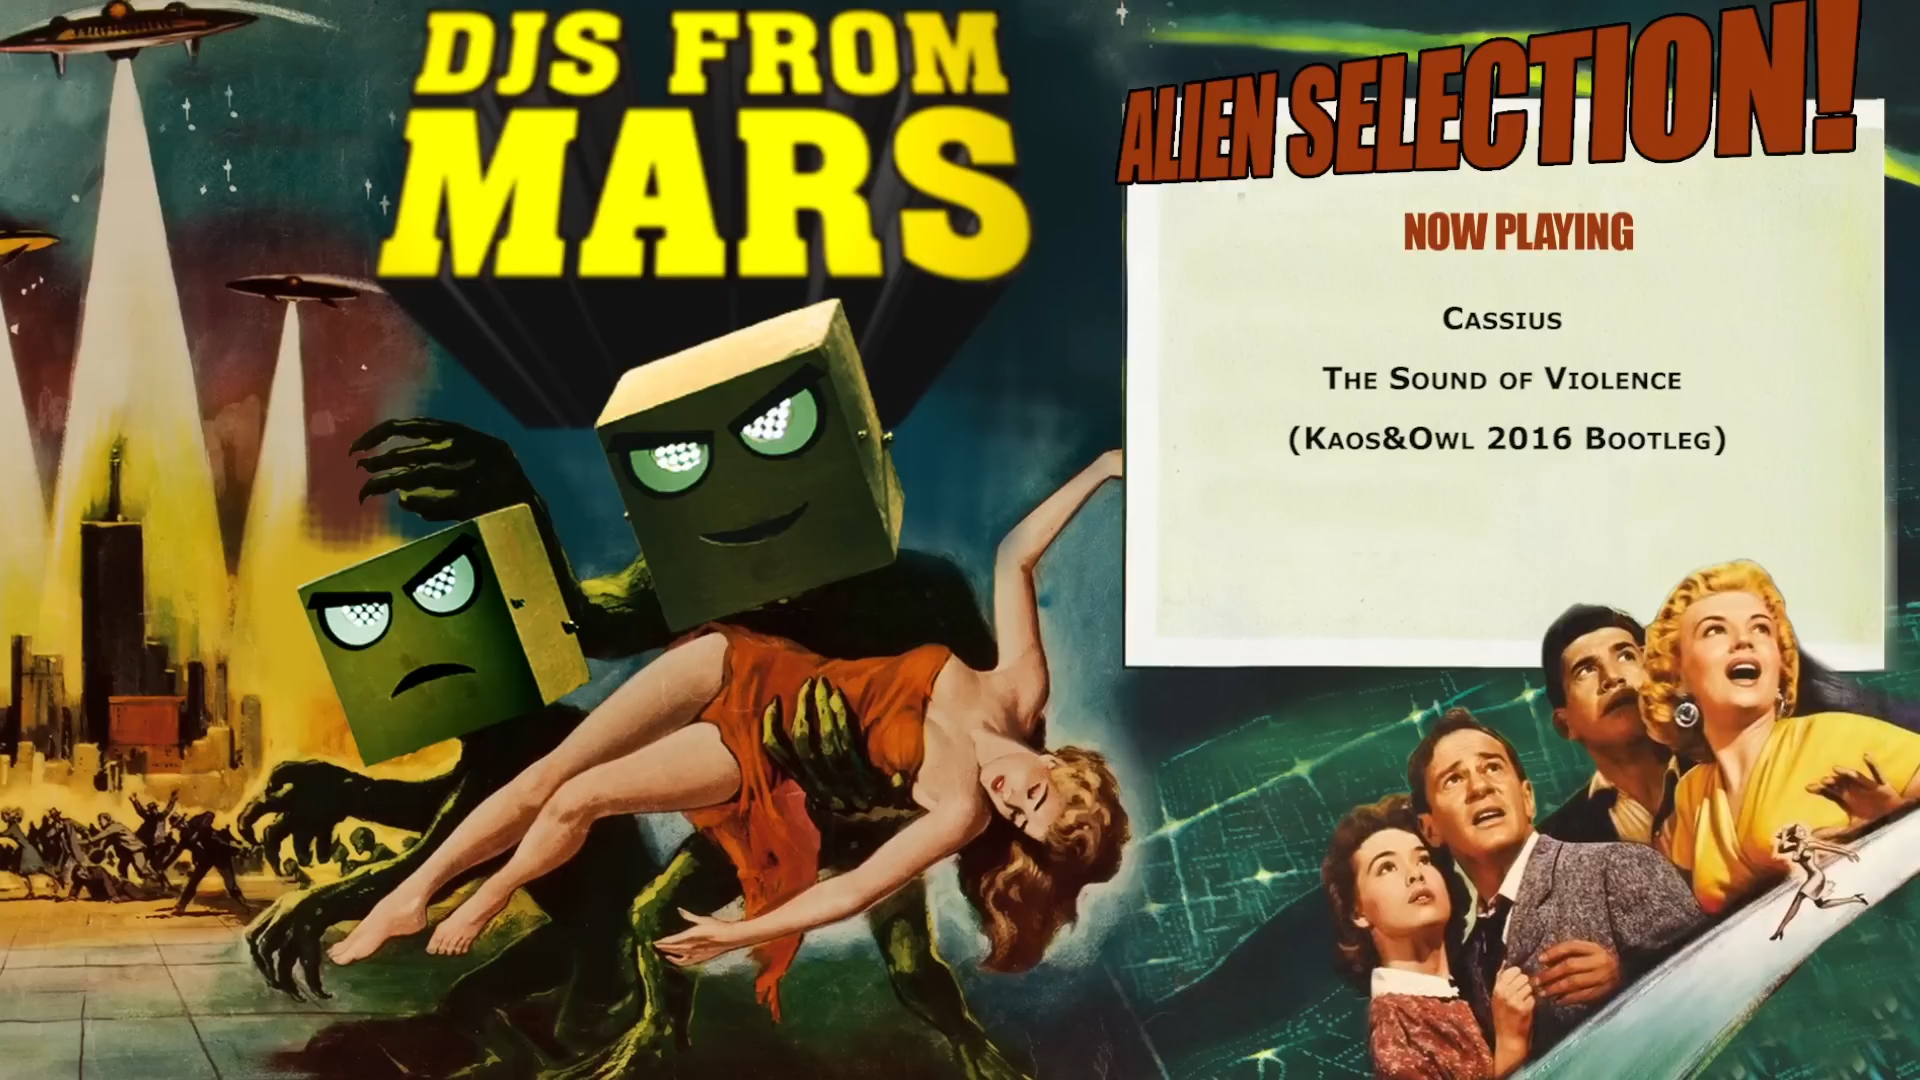 DJS FROM
MARS
ALIEN SELECTION!
NOW PLAYING
CASSIUS
THE SOUND OF VIOLENCE
(KAOS&OWL 2016 BOOTLEG)